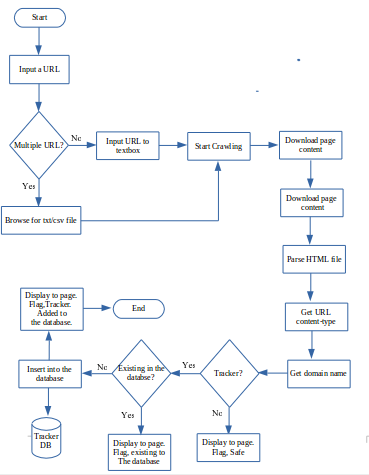 Start
Input a URL
Multiple URL?
No
Input URL to
textbox
Start Crawling
Download page
content
Yes
Browse for txt/csv file
Download page
content
Parse HTML file
Get URL
content-type
Get domain name
Tracker?
Yes
No
Display to page.
Flag, Safe
Existing in the
databse?
No
Yes
Display to page.
Flag, existing to
The database
Insert into the
database
Tracker
DB
Display to page.
Flag,Tracker.
Added to
the database.
End